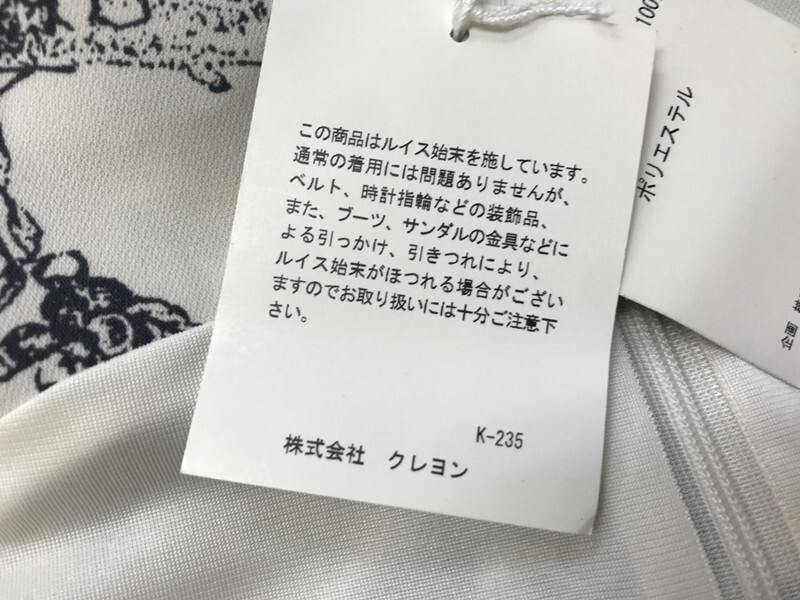 この商品はルイス始末を施しています。
通常の着用には問題ありませんが、
ベルト、時計指輪などの装飾品、
また、ブーツ、サンダルの金具などに
よる引っかけ、引きつれにより、
ルイス始末がほつれる場合がござい
ますのでお取り扱いには十分ご注意下
さい。
K-235
株式会社 クレヨン
100
ポリエステル